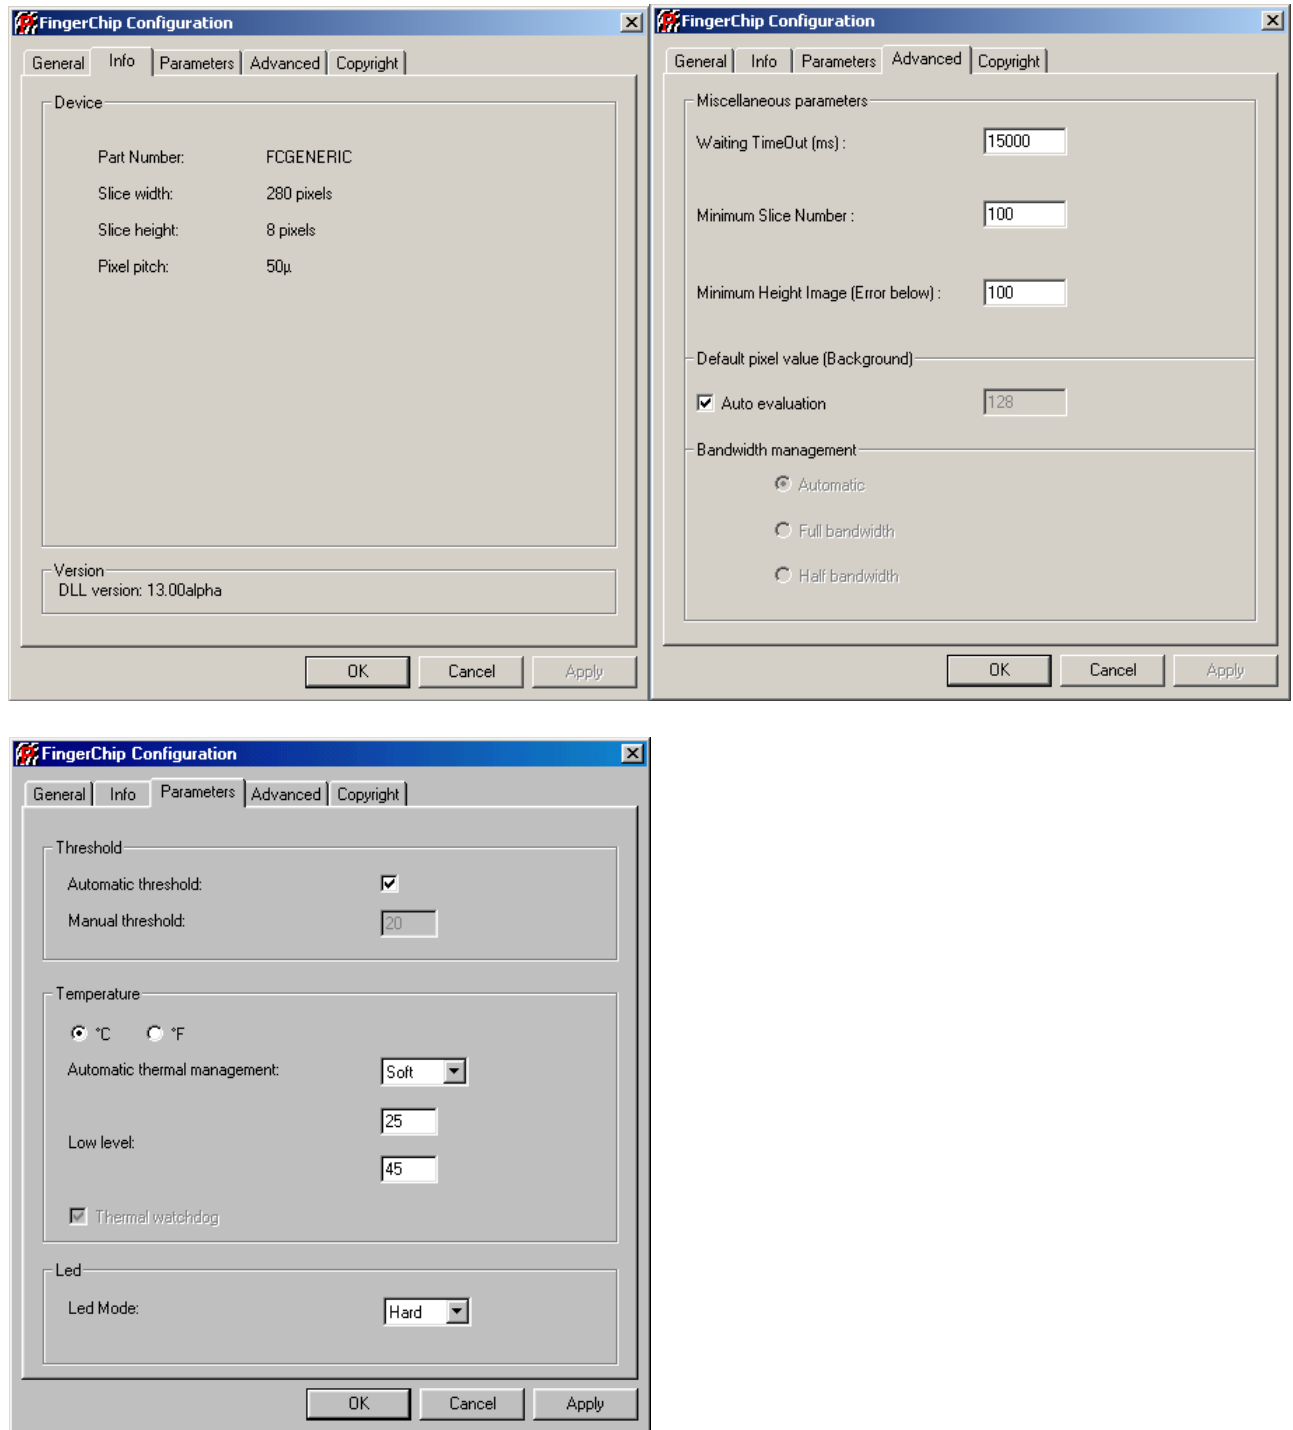 FingerChip Configuration
General Info Parameters Advanced Copyright
Device
Part Number: FCGENERIC
Slice width: 280 pixels
Slice height: 8 pixels
Pixel pitch: 50µ
Version
DLL version: 13.00alpha
OK Cancel Apply
FingerChip Configuration
General Info Parameters Advanced Copyright
Miscellaneous parameters
Waiting TimeOut (ms) : 15000
Minimum Slice Number : 100
Minimum Height Image (Error below) : 100
Default pixel value (Background)
Auto evaluation 128
Bandwidth management
Automatic
Full bandwidth
Half bandwidth
OK Cancel Apply
FingerChip Configuration
General Info Parameters Advanced Copyright
Threshold
Automatic threshold:
Manual threshold: 20
Temperature
°C °F
Automatic thermal management: Soft
25
Low level:
45
Thermal watchdog
Led
Led Mode: Hard
OK Cancel Apply